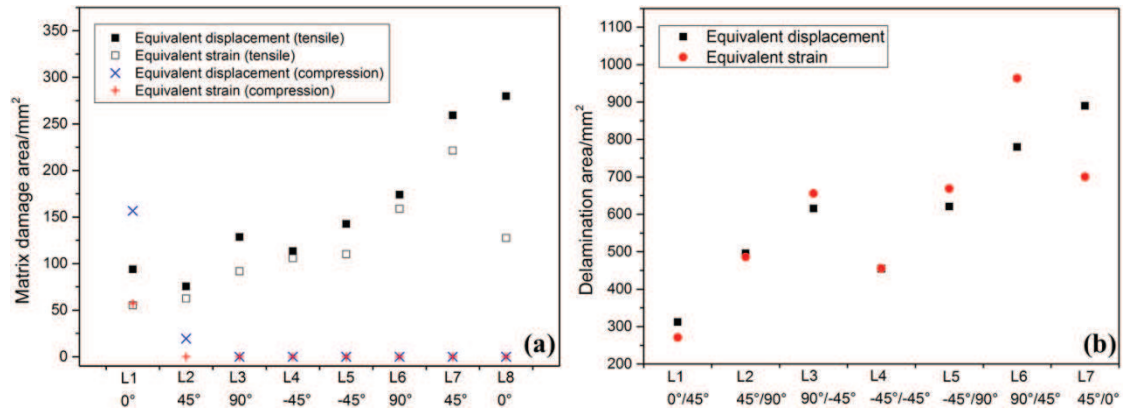 Equivalent displacement (tensile)
Equivalent strain (tensile)
Equivalent displacement (compression)
Equivalent strain (compression)
Matrix damage area/mm²
350
300
250
200
150
100
50
0
L1 L2 L3 L4 L5 L6 L7 L8
0° 45° 90° -45° -45° 90° 45° 0°
(a)
Equivalent displacement
Equivalent strain
Delamination area/mm²
1100
1000
900
800
700
600
500
400
300
200
L1 L2 L3 L4 L5 L6 L7
0°/45° 45°/90° 90°/-45° -45°/-45° -45°/90° 90°/45° 45°/0°
(b)